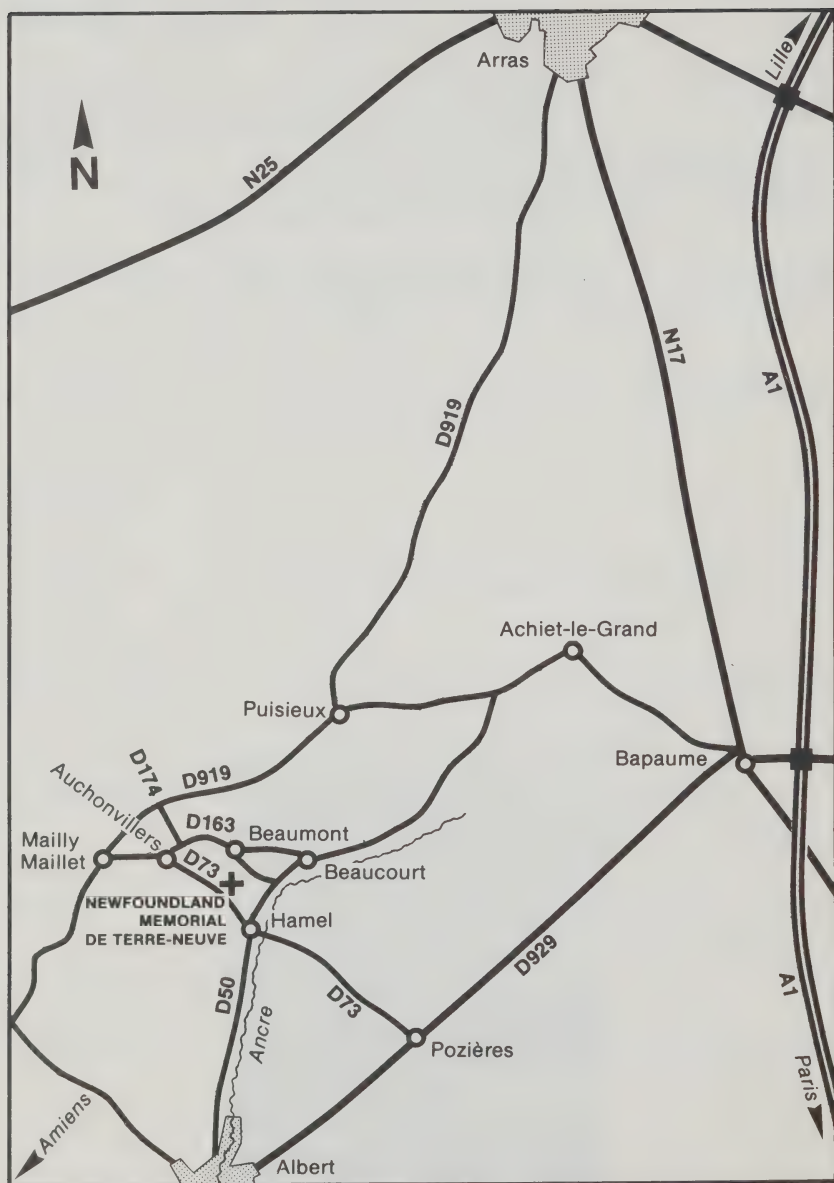 Arras
Lille
N
N25
N17
A1
D919
Achiet-le-Grand
Puisieux
Bapaume
D174
D919
Auchonvillers
D163
Beaumont
Mailly
Maillet
D73
Beaucourt
NEWFOUNDLAND
MEMORIAL
DE TERRE-NEUVE
Hamel
D929
D50
D73
A1
Ancre
Pozières
Paris
Amiens
Albert